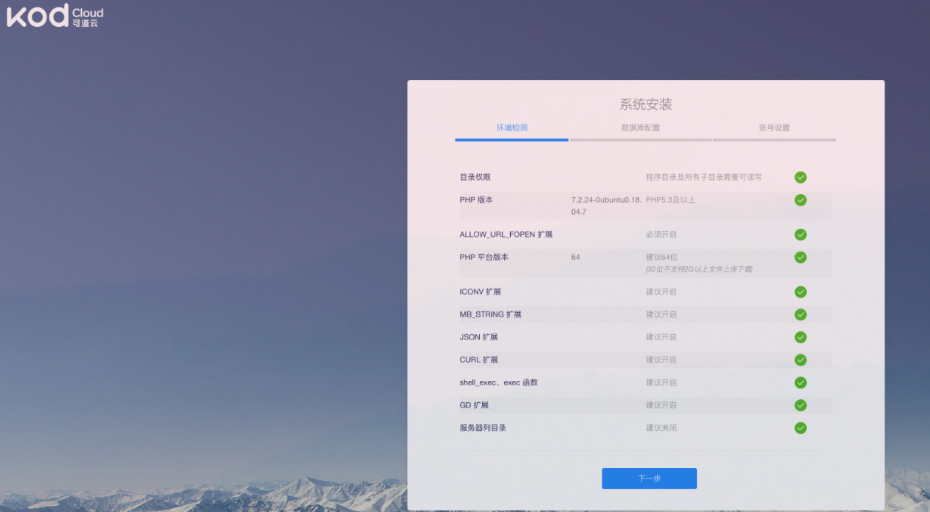 kod Cloud
可道云
系统安装
环境检测 数据库配置 账号设置
目录权限 程序目录及所有子目录需要可读写
PHP 版本 7.2.24-0ubuntu0.18. PHP5.3及以上
04.7
ALLOW_URL_FOPEN 扩展 必须开启
PHP 平台版本 64 建议64位
(32位不支持2G以上文件上传下载)
ICONV 扩展 建议开启
MB_STRING 扩展 建议开启
JSON 扩展 建议开启
CURL 扩展 建议开启
shell_exec、exec 函数 建议开启
GD 扩展 建议开启
服务器列目录 建议关闭
下一步